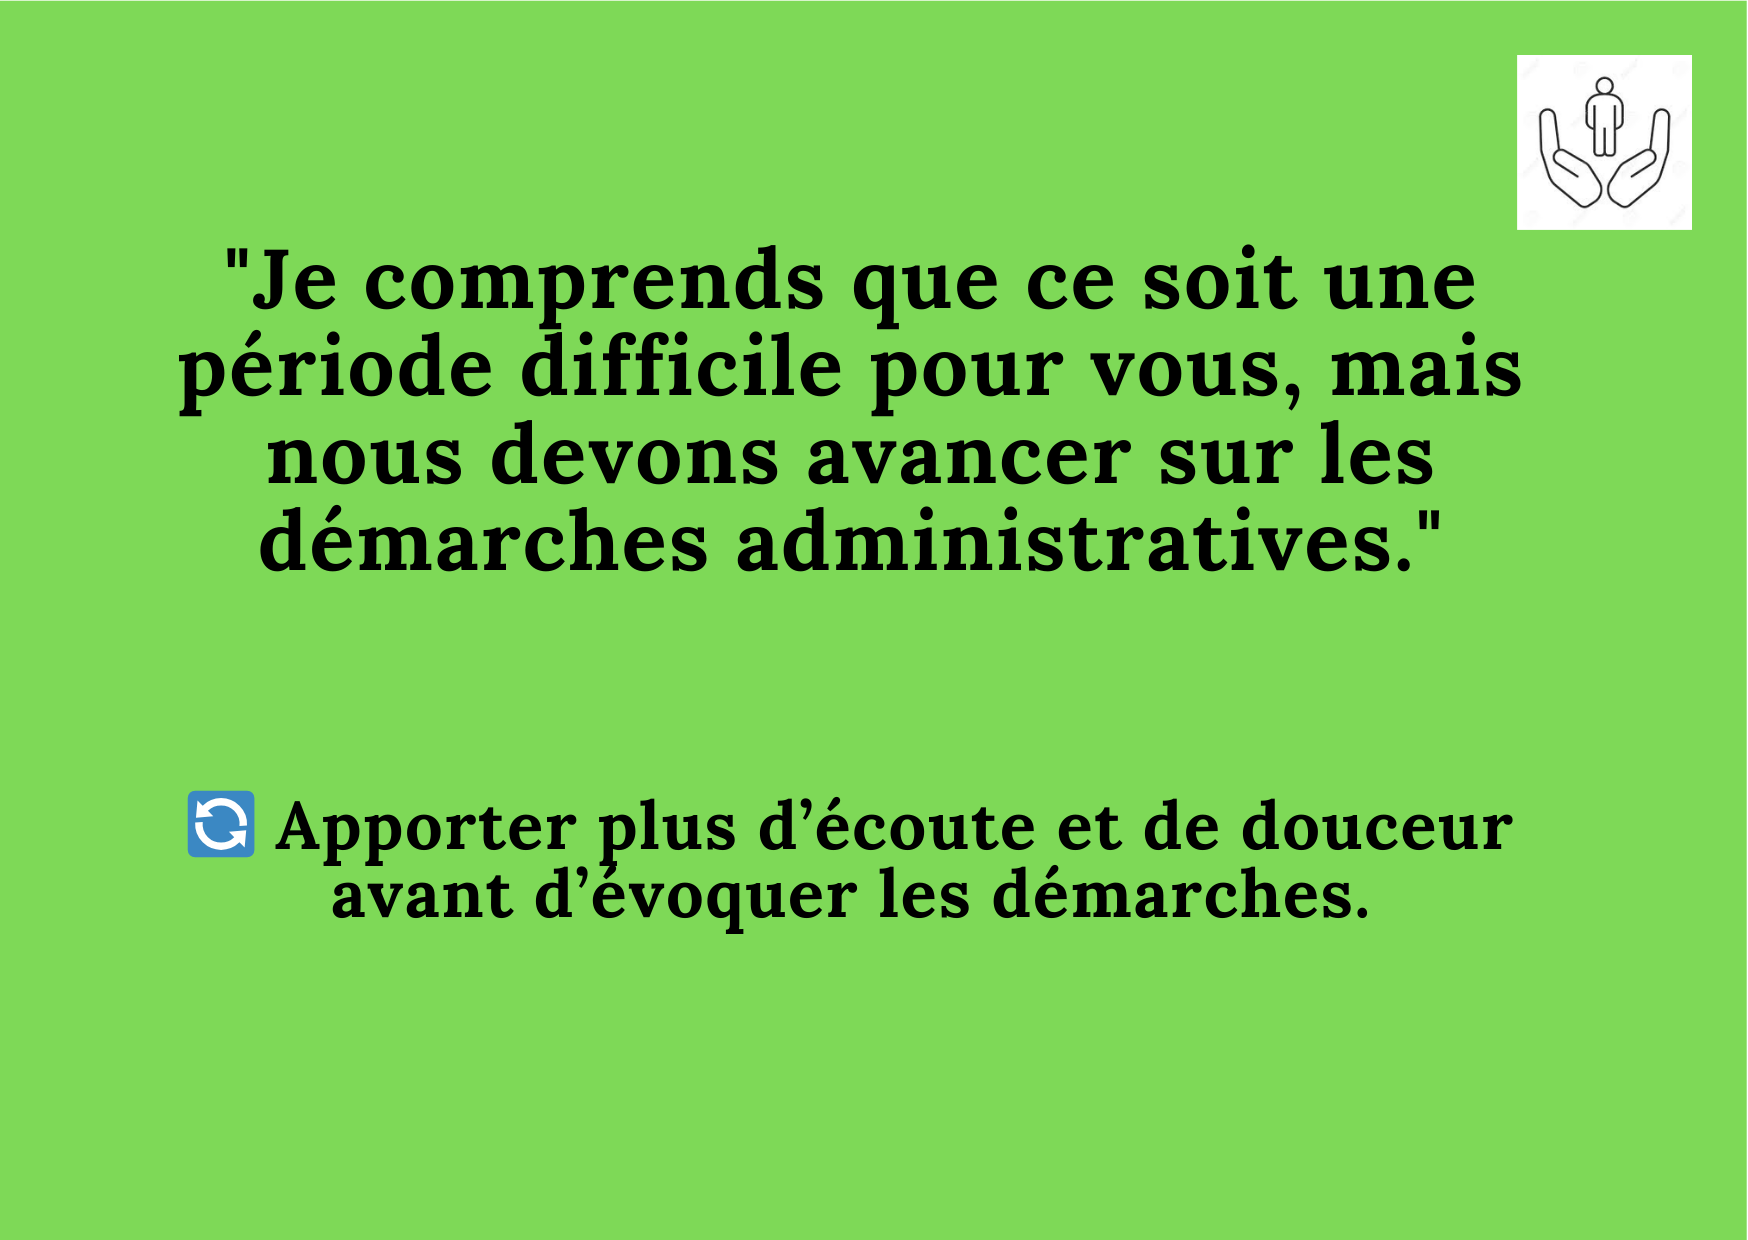 "Je comprends que ce soit une
période difficile pour vous, mais
nous devons avancer sur les
démarches administratives."
🔄 Apporter plus d’écoute et de douceur
avant d’évoquer les démarches.